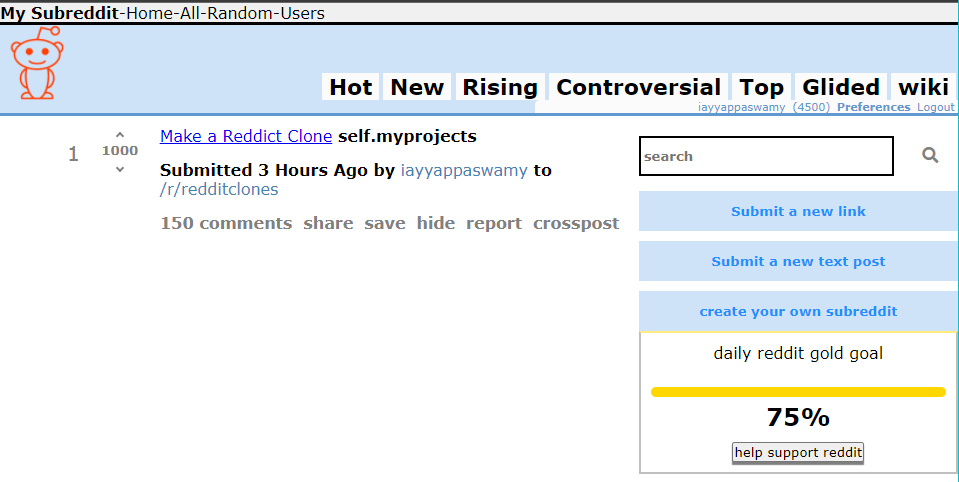 My Subreddit-Home-All-Random-Users
Hot New Rising Controversial Top Glided wiki
iayyappaswamy (4500) Preferences Logout
1
1000
Make a Reddict Clone self.myprojects
Submitted 3 Hours Ago by iayyappaswamy to
/r/redditclones
150 comments share save hide report crosspost
search
Submit a new link
Submit a new text post
create your own subreddit
daily reddit gold goal
75%
help support reddit